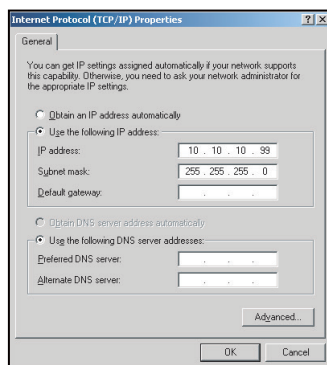 Internet Protocol (TCP/IP) Properties
General
You can get IP settings assigned automatically if your network supports
this capability. Otherwise, you need to ask your network administrator for
the appropriate IP settings.
Obtain an IP address automatically
Use the following IP address:
IP address: 10 . 10 . 10 . 99
Subnet mask: 255 . 255 . 255 . 0
Default gateway: . . .
Obtain DNS server address automatically
Use the following DNS server addresses:
Preferred DNS server: . . .
Alternate DNS server: . . .
Advanced...
OK Cancel